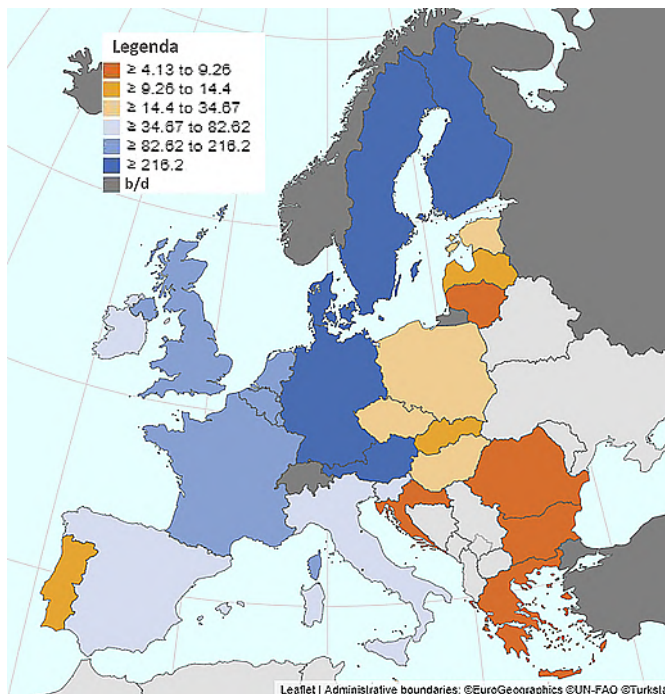 Legenda
≥ 4.13 to 9.26
≥ 9.26 to 14.4
≥ 14.4 to 34.67
≥ 34.67 to 82.62
≥ 82.62 to 216.2
≥ 216.2
b/d
Leaflet | Administrative boundaries: ©EuroGeographics ©UN-FAO ©Turksta